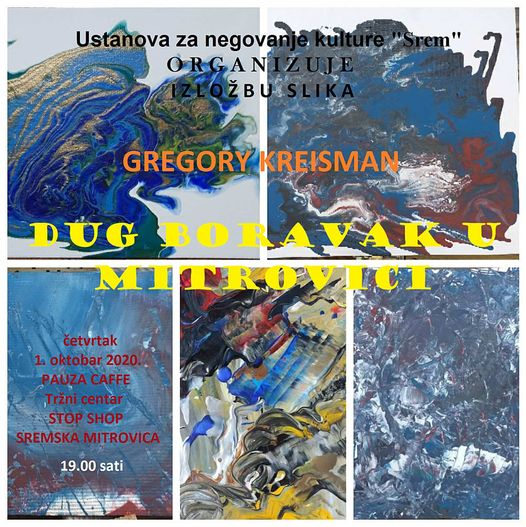 Ustanova za negovanje kulture "Srem"
ORGANIZUJE
IZLOŽBU SLIKA
GREGORY KREISMAN
DUG BORAVAK U
MITROVICI
četvrtak
1. oktobar 2020.
PAUZA CAFFE
Tržni centar
STOP SHOP
SREMSKA MITROVICA
19.00 sati